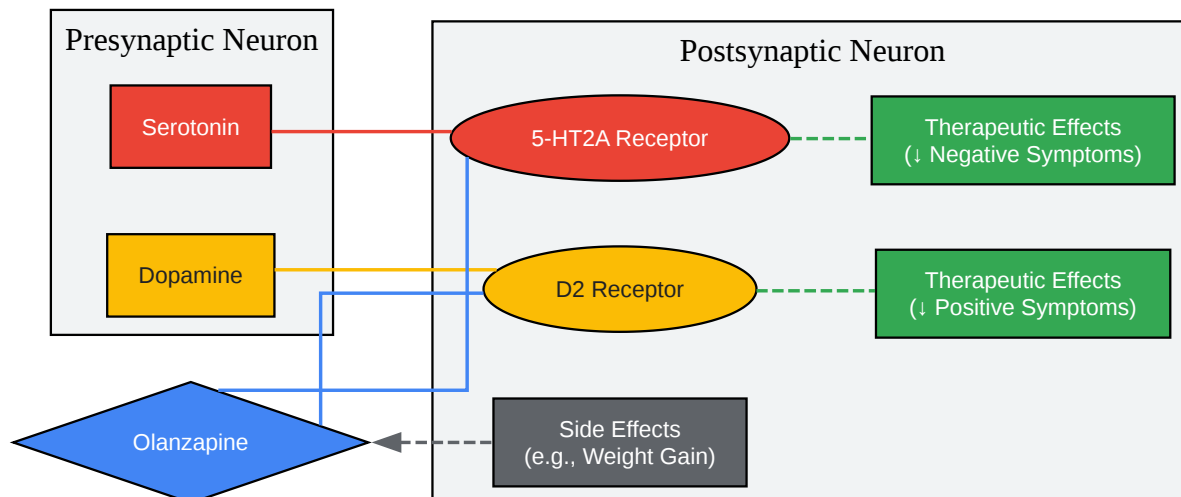 Presynaptic Neuron
Postsynaptic Neuron
Serotonin
5-HT2A Receptor
Therapeutic Effects
(↓ Negative Symptoms)
Dopamine
D2 Receptor
Therapeutic Effects
(↓ Positive Symptoms)
Olanzapine
Side Effects
(e.g., Weight Gain)